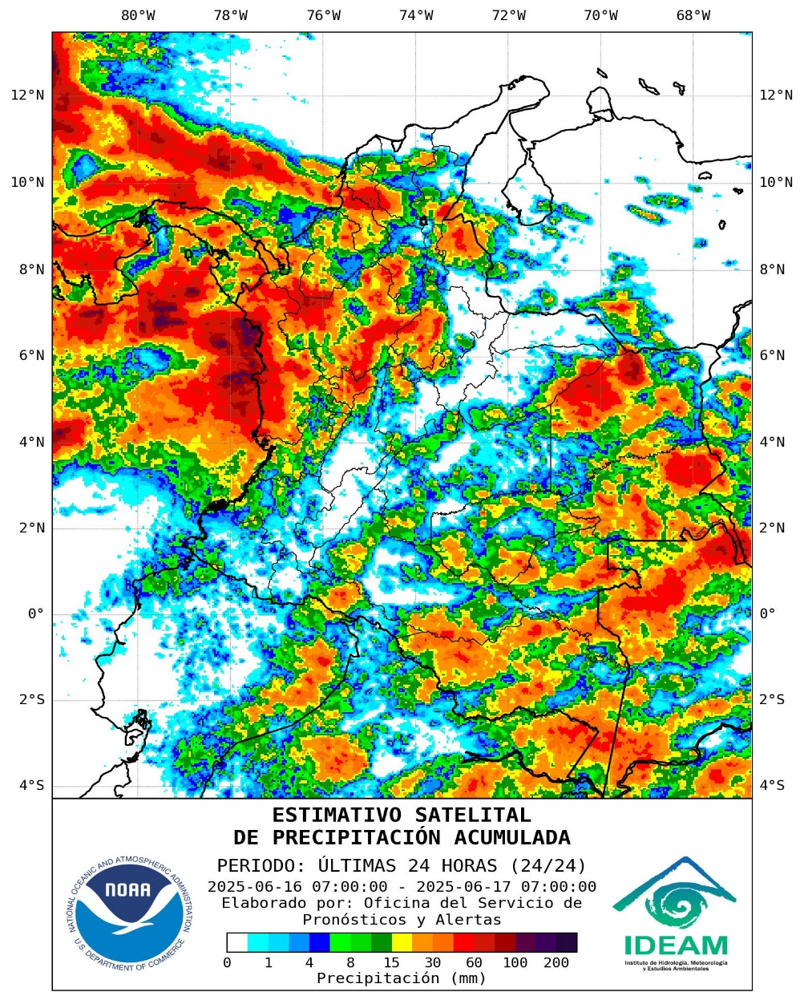 80°W 78°W 76°W 74°W 72°W 70°W 68°W
12°N 12°N
10°N 10°N
8°N 8°N
6°N 6°N
4°N 4°N
2°N 2°N
0° 0°
2°S 2°S
4°S 4°S
ESTIMATIVO SATELITAL
DE PRECIPITACIÓN ACUMULADA
PERIODO: ÚLTIMAS 24 HORAS (24/24)
2025-06-16 07:00:00 - 2025-06-17 07:00:00
Elaborado por: Oficina del Servicio de
Pronósticos y Alertas
0 1 4 8 15 30 60 100 200
Precipitación (mm)
NATIONAL OCEANIC AND ATMOSPHERIC ADMINISTRATION
NOAA
U.S. DEPARTMENT OF COMMERCE
IDEAM
Instituto de Hidrología, Meteorología
y Estudios Ambientales